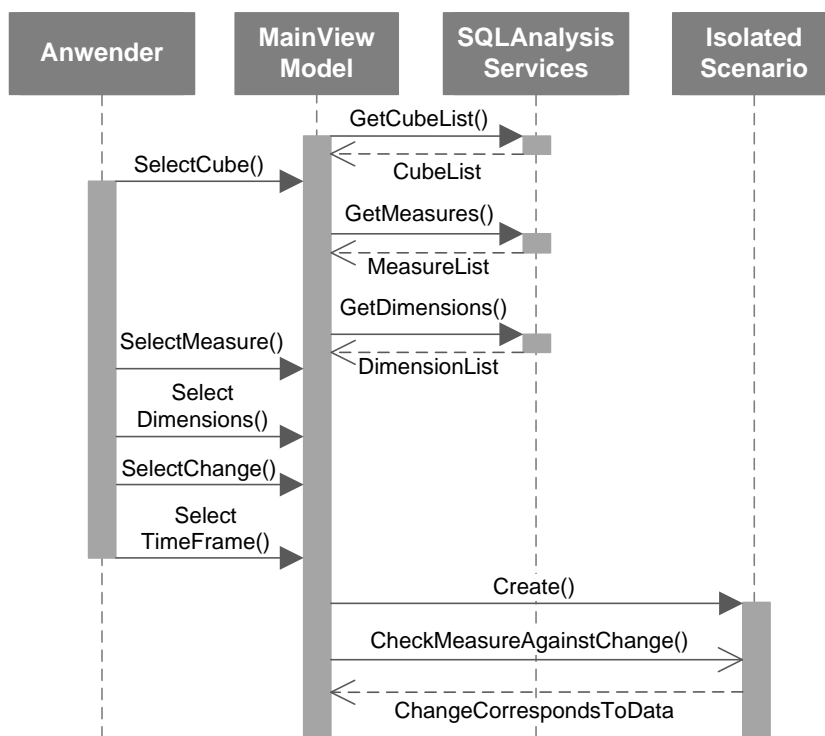 Anwender
MainView
Model
SQLAnalysis
Services
Isolated
Scenario
GetCubeList()
CubeList
SelectCube()
GetMeasures()
MeasureList
GetDimensions()
DimensionList
SelectMeasure()
Select
Dimensions()
SelectChange()
Select
TimeFrame()
Create()
CheckMeasureAgainstChange()
ChangeCorrespondsToData